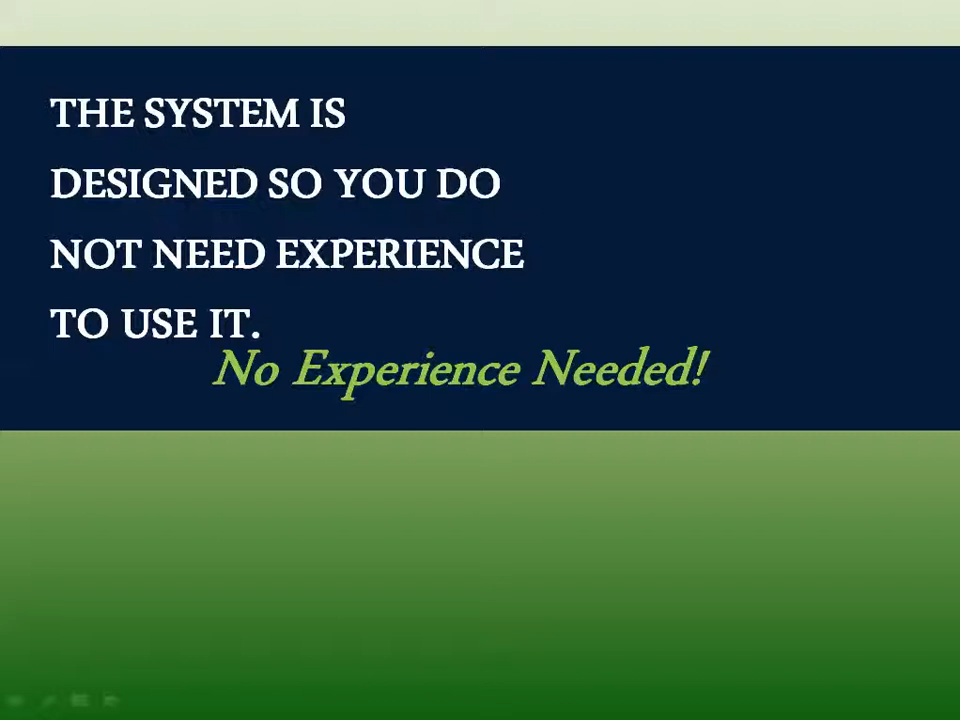 THE SYSTEM IS
DESIGNED SO YOU DO
NOT NEED EXPERIENCE
TO USE IT.
No Experience Needed!